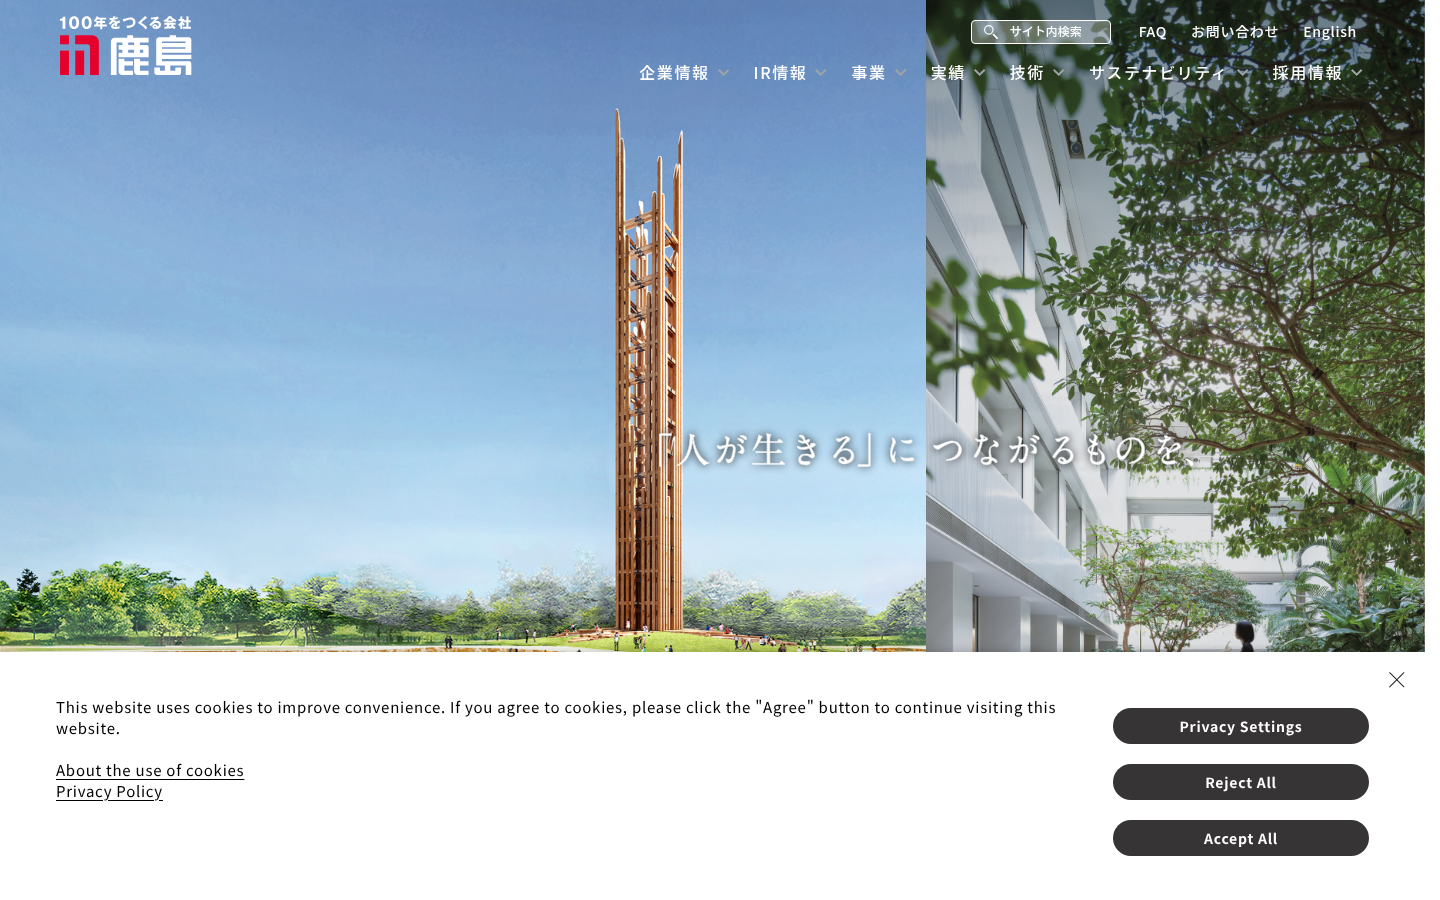 100年をつくる会社
鹿島
サイト内検索
FAQ
お問い合わせ
English
企業情報
IR情報
事業
実績
技術
サステナビリティ
採用情報
「人が生きる」に つながるものを、
This website uses cookies to improve convenience. If you agree to cookies, please click the "Agree" button to continue visiting this
website.
About the use of cookies
Privacy Policy
Privacy Settings
Reject All
Accept All